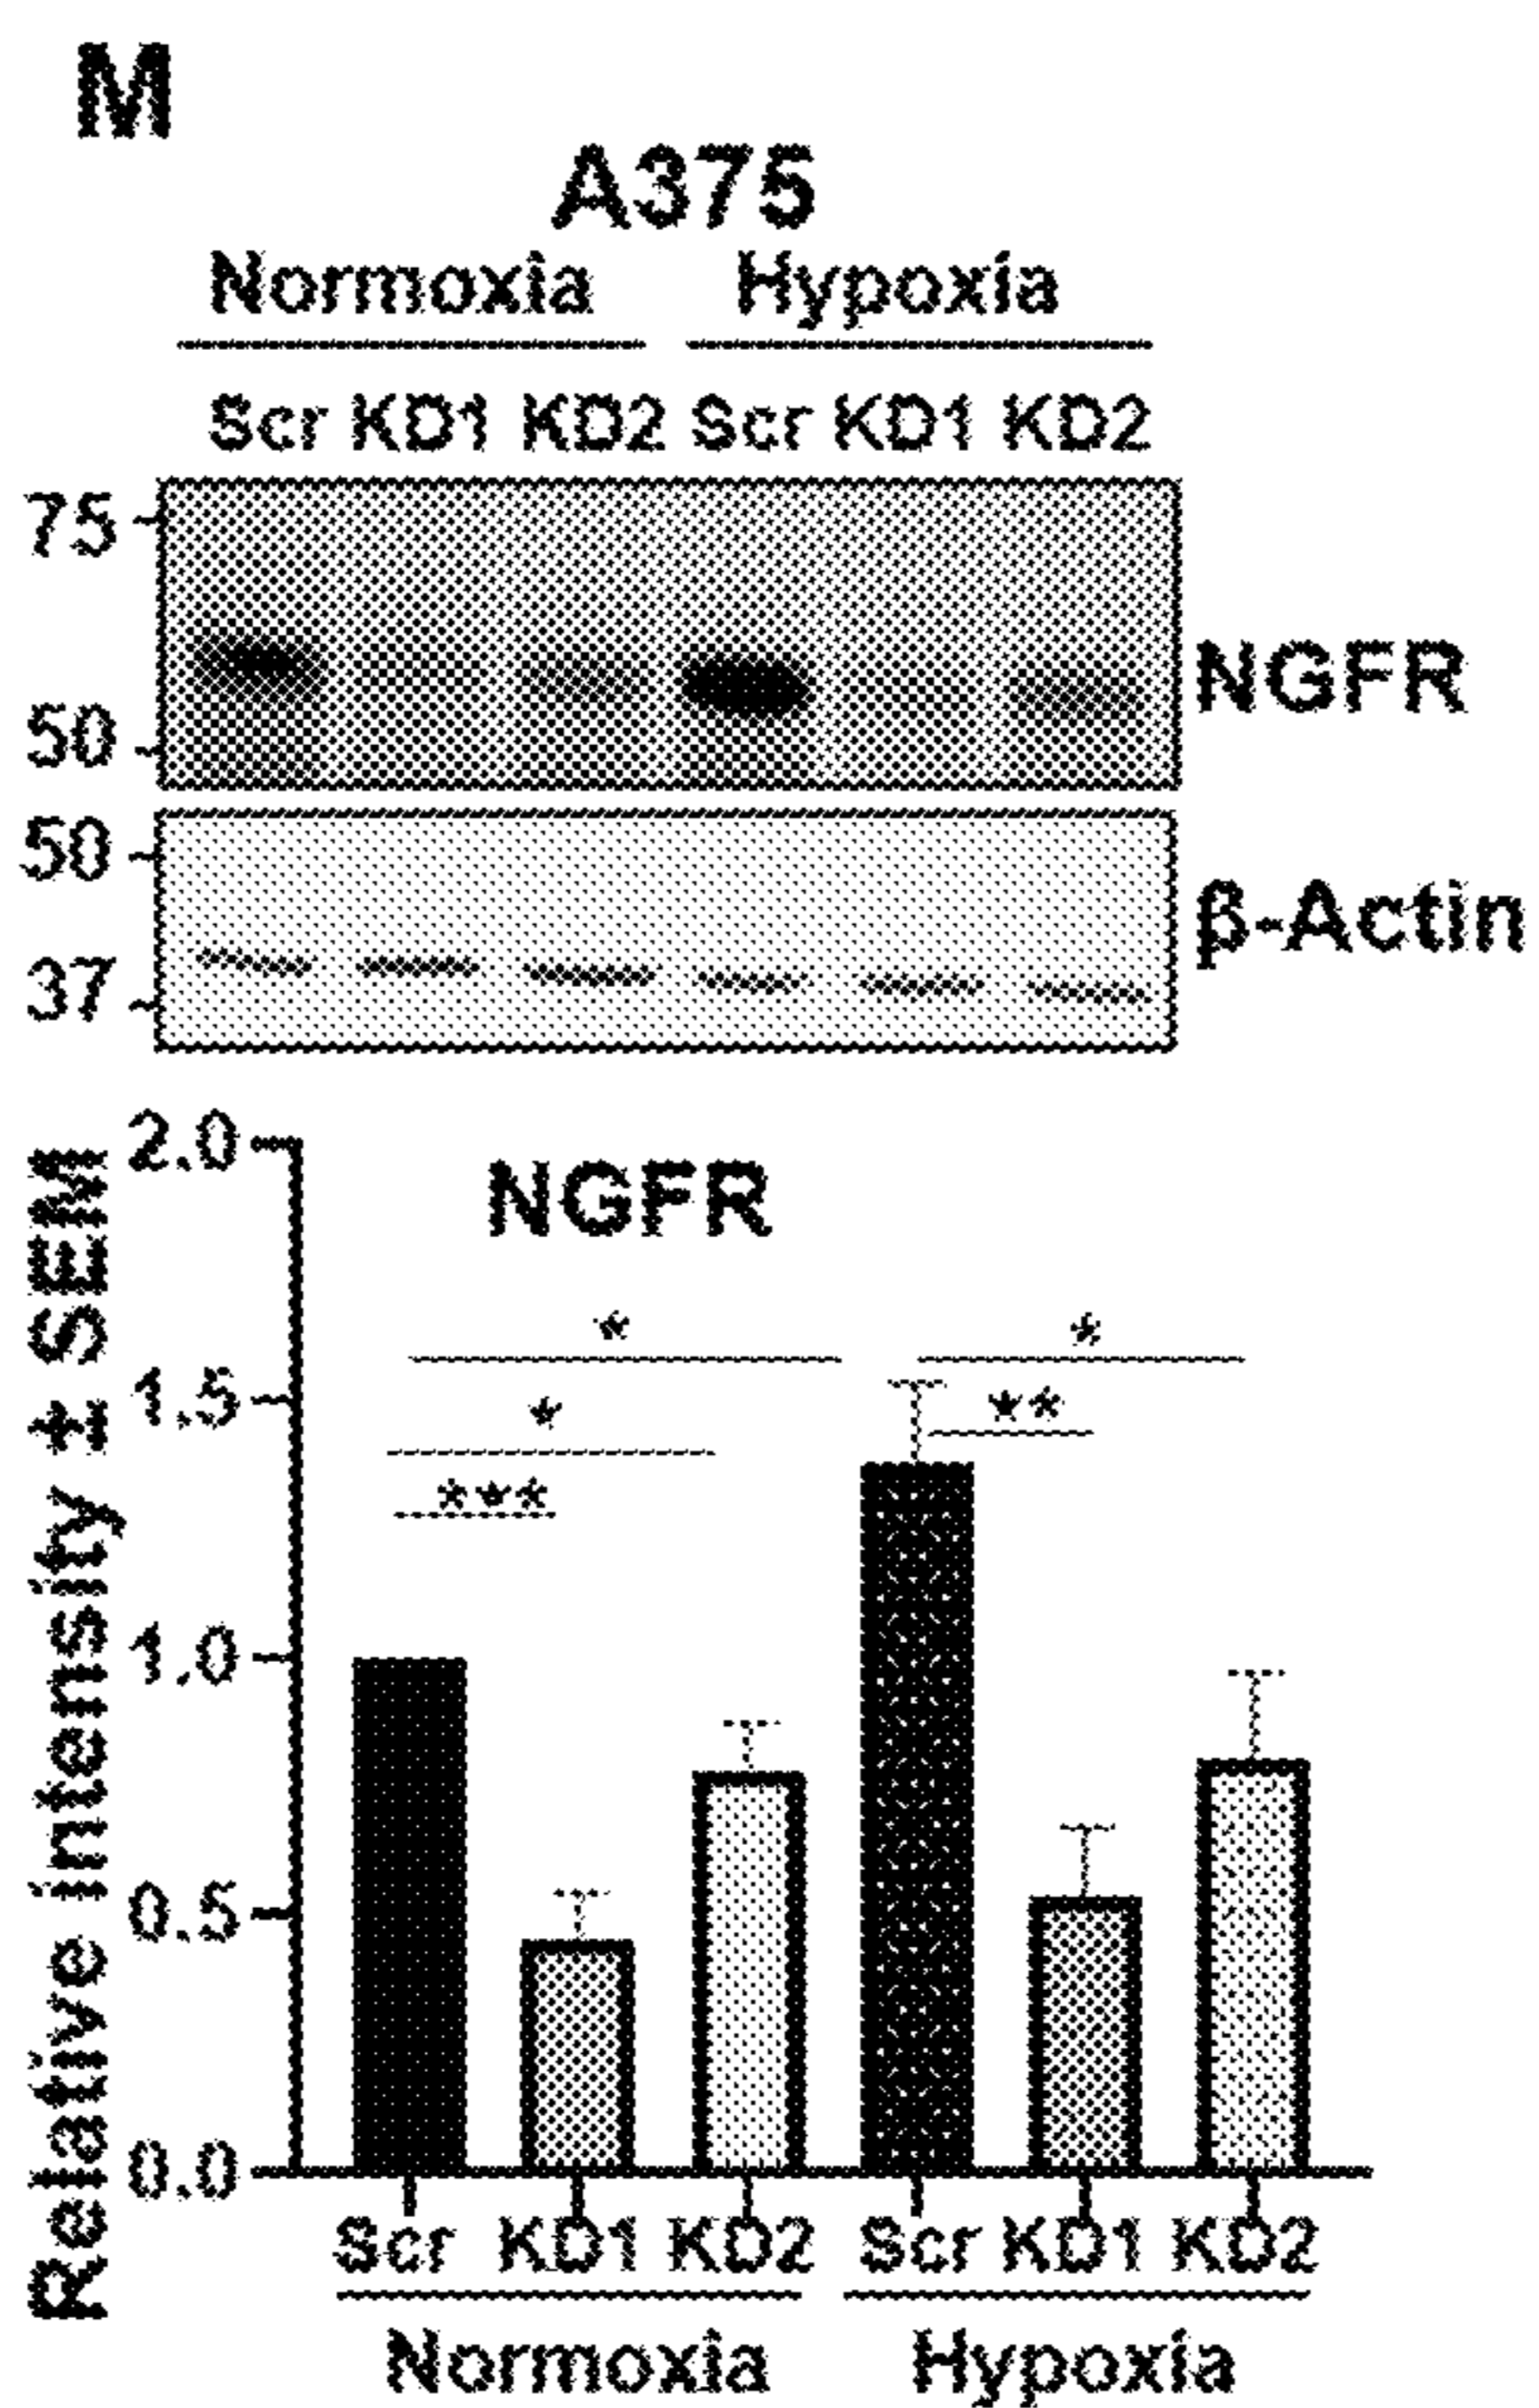 M
A375
Normoxia Hypoxia
Scr KD1 KD2 Scr KD1 KD2
75
NGFR
50
50
β-Actin
37
Relative intensity ± SEM
NGFR
2.0
* *
1.5
* **
***
1.0
0.5
0.0
Scr KD1 KD2 Scr KD1 KD2
Normoxia Hypoxia